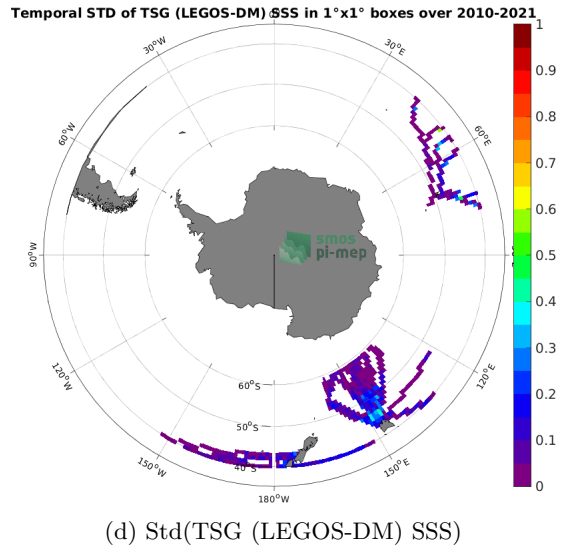 Temporal STD of TSG (LEGOS-DM) SSS in 1°x1° boxes over 2010-2021
30°W
30°E
60°W
60°E
90°W
120°W
120°E
150°W
150°E
180°W
60°S
50°S
40°S
smos
pi-mep
1
0.9
0.8
0.7
0.6
0.5
0.4
0.3
0.2
0.1
0
(d) Std(TSG (LEGOS-DM) SSS)